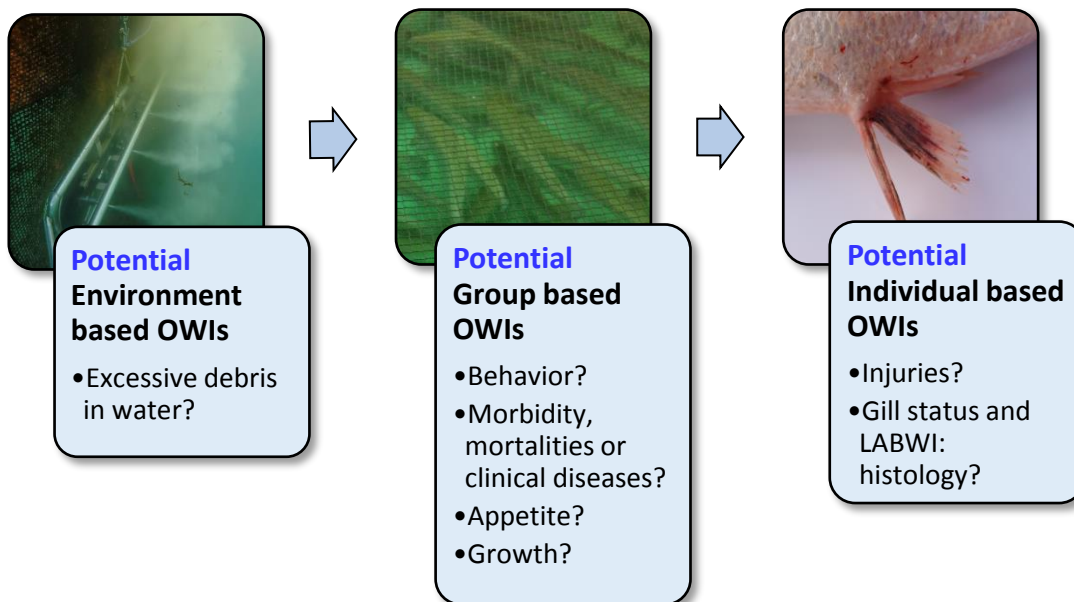 Potential
Environment
based OWIs
•Excessive debris
in water?
Potential
Group based
OWIs
•Behavior?
•Morbidity,
mortalities or
clinical diseases?
•Appetite?
•Growth?
Potential
Individual based
OWIs
•Injuries?
•Gill status and
LABWI:
histology?